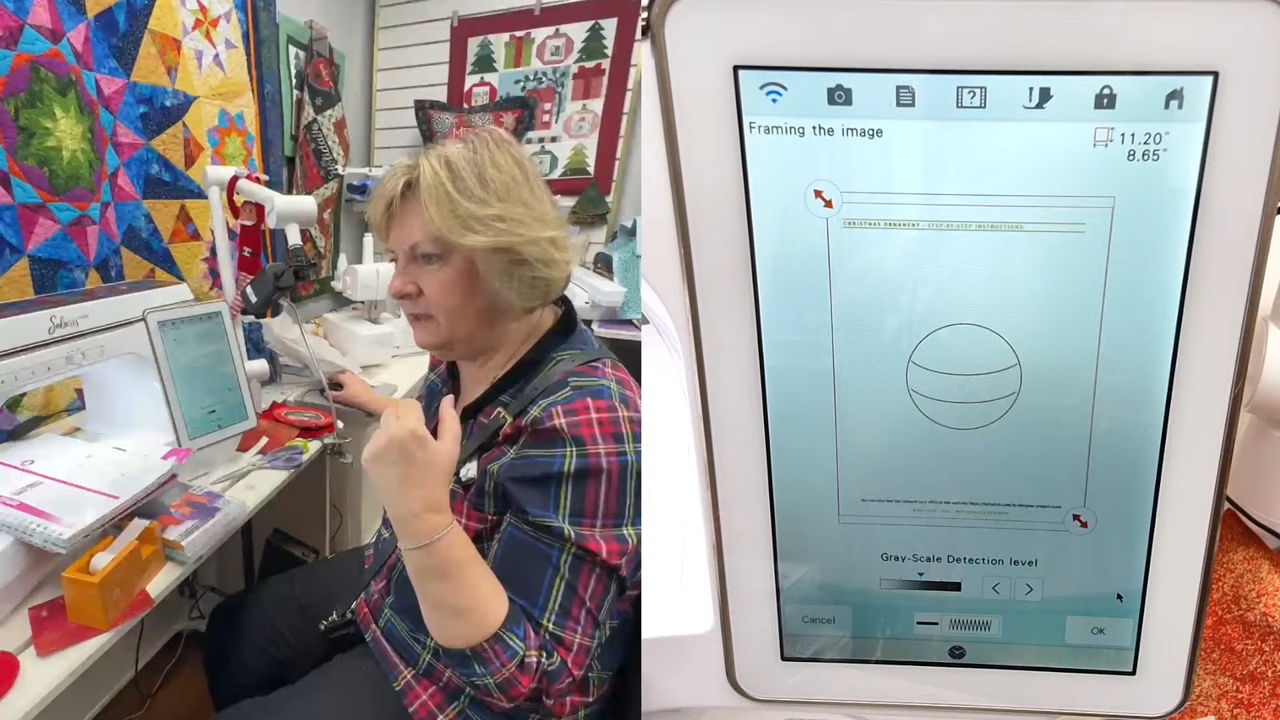 Solaris
Framing the image
11.20"
8.65"
CHRISTMAS ORNAMENT - STEP-BY-STEP INSTRUCTIONS:
Gray-Scale Detection level
Cancel
OK